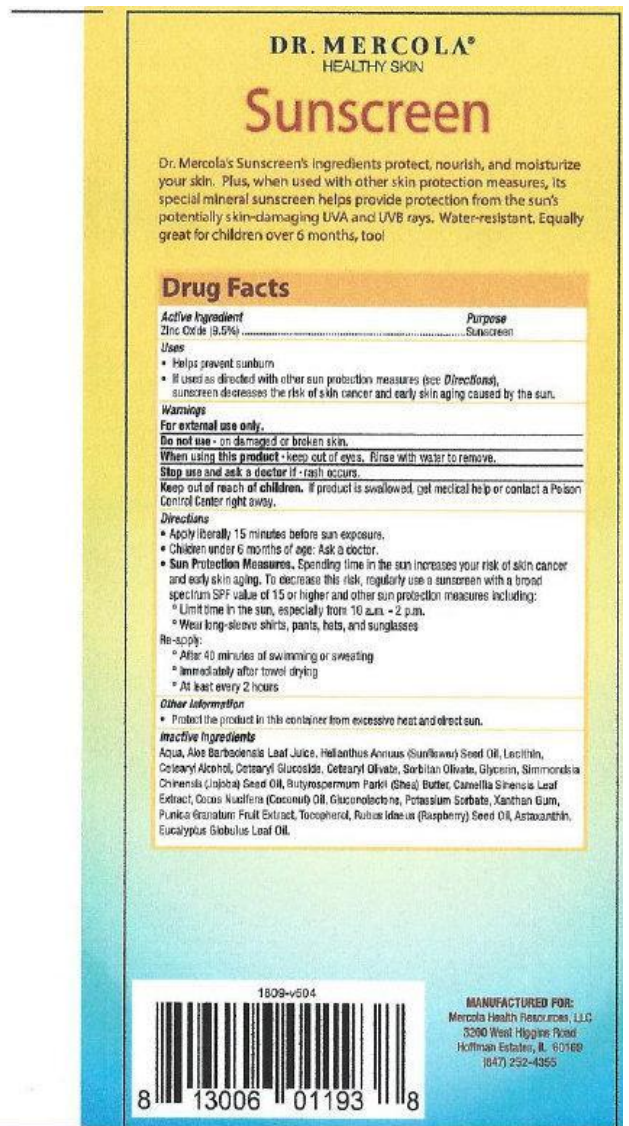 DR. MERCOLA®
HEALTHY SKIN
Sunscreen
Dr. Mercola's Sunscreen's ingredients protect, nourish, and moisturize
your skin. Plus, when used with other skin protection measures, its
special mineral sunscreen helps provide protection from the sun's
potentially skin-damaging UVA and UVB rays. Water-resistant. Equally
great for children over 6 months, too!
Drug Facts
Active Ingredient Purpose
Zinc Oxide (9.5%) ........................................................ Sunscreen
Uses
• Helps prevent sunburn
• If used as directed with other sun protection measures (see Directions),
sunscreen decreases the risk of skin cancer and early skin aging caused by the sun.
Warnings
For external use only.
Do not use • on damaged or broken skin.
When using this product • keep out of eyes. Rinse with water to remove.
Stop use and ask a doctor if • rash occurs.
Keep out of reach of children. If product is swallowed, get medical help or contact a Poison
Control Center right away.
Directions
• Apply liberally 15 minutes before sun exposure.
• Children under 6 months of age: Ask a doctor.
• Sun Protection Measures. Spending time in the sun increases your risk of skin cancer
and early skin aging. To decrease this risk, regularly use a sunscreen with a broad
spectrum SPF value of 15 or higher and other sun protection measures including:
° Limit time in the sun, especially from 10 a.m. - 2 p.m.
° Wear long-sleeve shirts, pants, hats, and sunglasses
Re-apply:
° After 40 minutes of swimming or sweating
° Immediately after towel drying
° At least every 2 hours
Other Information
• Protect the product in this container from excessive heat and direct sun.
Inactive Ingredients
Aqua, Aloe Barbadensis Leaf Juice, Helianthus Annuus (Sunflower) Seed Oil, Lecithin,
Cetearyl Alcohol, Cetearyl Glucoside, Cetearyl Olivate, Sorbitan Olivate, Glycerin, Simmondsia
Chinensis (Jojoba) Seed Oil, Butyrospermum Parkii (Shea) Butter, Camellia Sinensis Leaf
Extract, Cocos Nucifera (Coconut) Oil, Gluconolactone, Potassium Sorbate, Xanthan Gum,
Punica Granatum Fruit Extract, Tocopherol, Rubus Idaeus (Raspberry) Seed Oil, Astaxanthin,
Eucalyptus Globulus Leaf Oil.
1809-v504
8 13006 01193 8
MANUFACTURED FOR:
Mercola Health Resources, LLC
3200 West Higgins Road
Hoffman Estates, IL 60169
(847) 252-4355